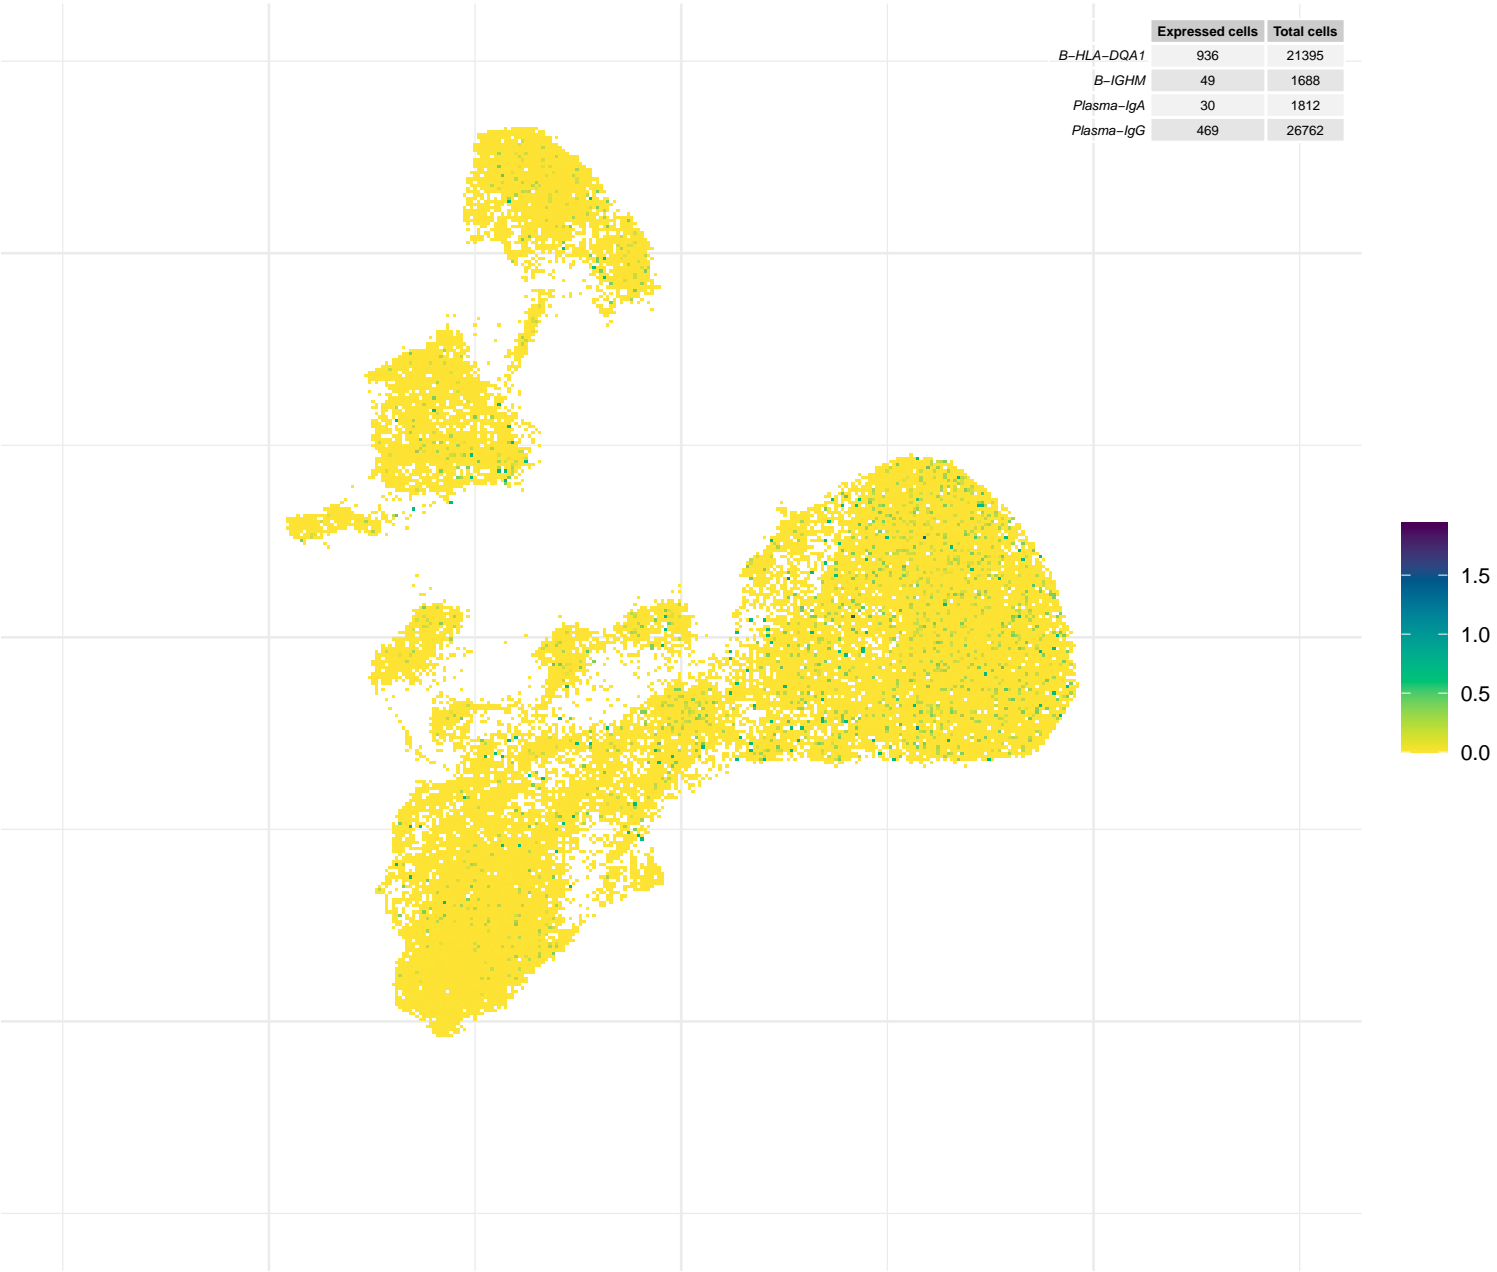 Expressed cells Total cells
B−HLA−DQA1 936 21395
B−IGHM 49 1688
Plasma−IgA 30 1812
Plasma−IgG 469 26762
1.5
1.0
0.5
0.0